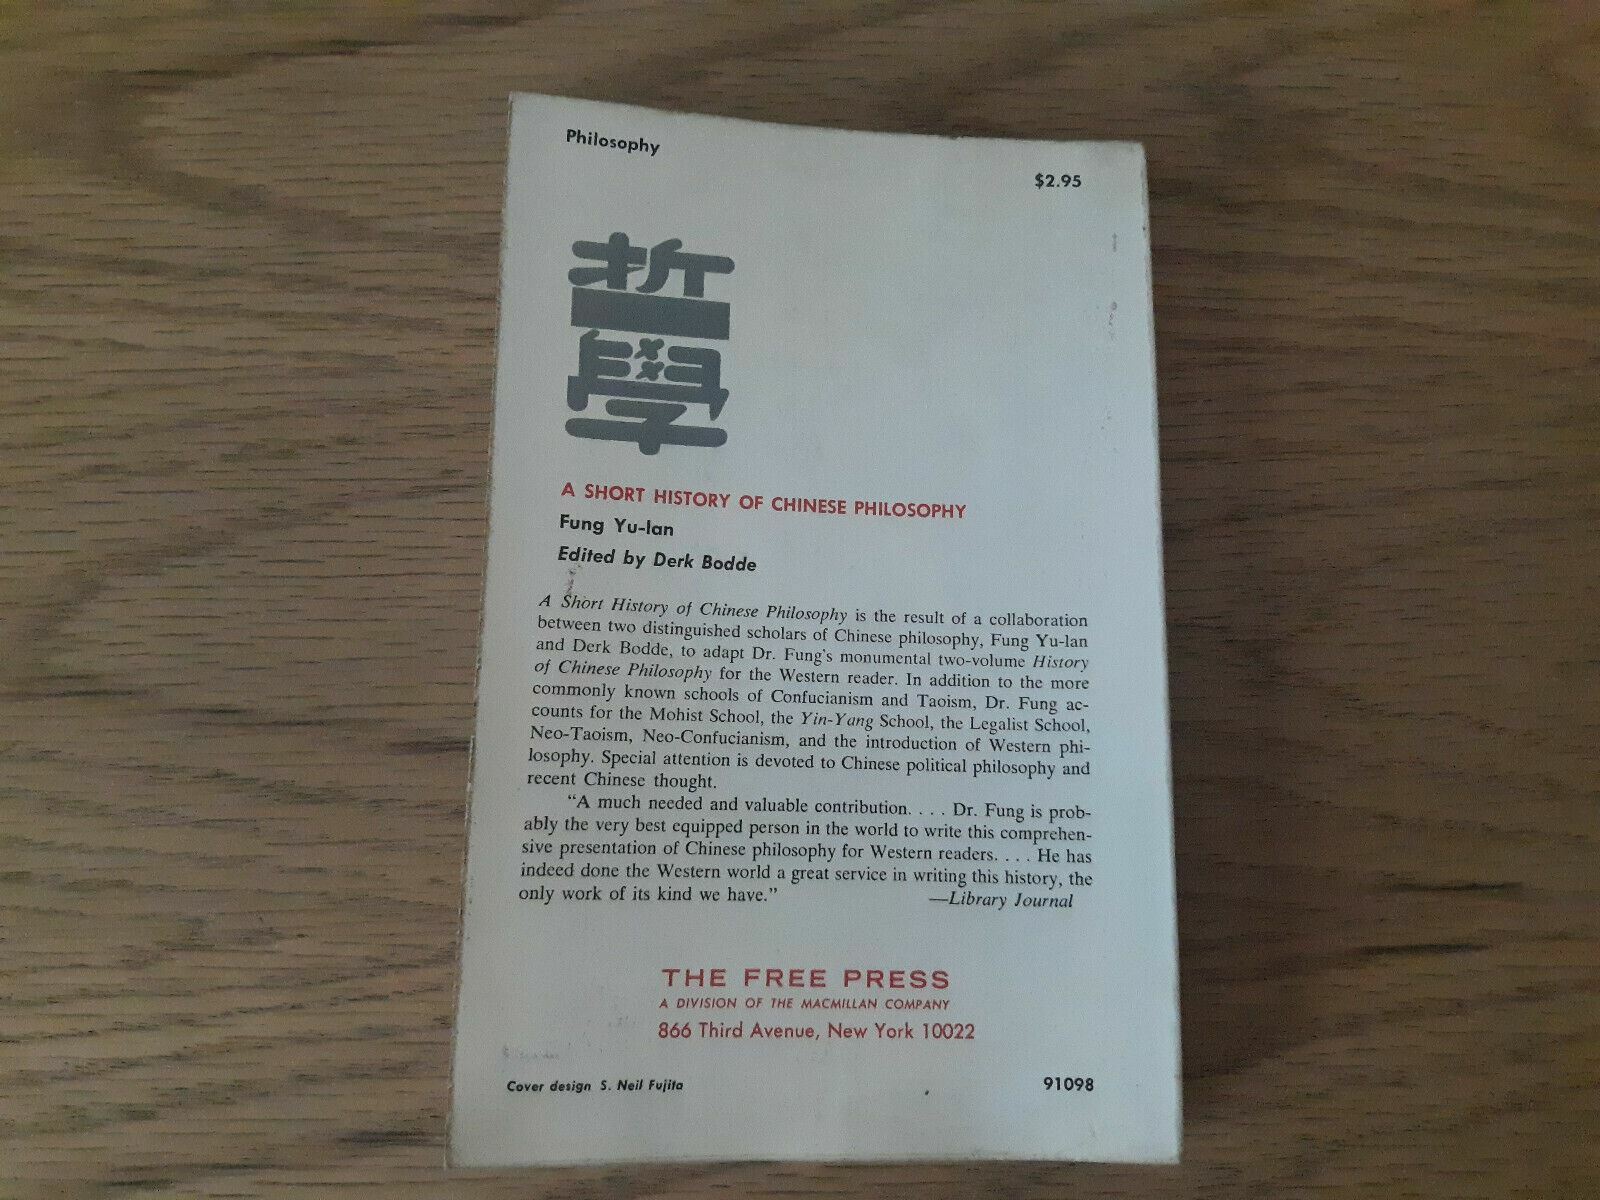 Philosophy
$2.95
哲
學
A SHORT HISTORY OF CHINESE PHILOSOPHY
Fung Yu-lan
Edited by Derk Bodde
A Short History of Chinese Philosophy is the result of a collaboration
between two distinguished scholars of Chinese philosophy, Fung Yu-lan
and Derk Bodde, to adapt Dr. Fung's monumental two-volume History
of Chinese Philosophy for the Western reader. In addition to the more
commonly known schools of Confucianism and Taoism, Dr. Fung ac-
counts for the Mohist School, the Yin-Yang School, the Legalist School,
Neo-Taoism, Neo-Confucianism, and the introduction of Western phi-
losophy. Special attention is devoted to Chinese political philosophy and
recent Chinese thought.
"A much needed and valuable contribution. . . . Dr. Fung is prob-
ably the very best equipped person in the world to write this comprehen-
sive presentation of Chinese philosophy for Western readers. . . . He has
indeed done the Western world a great service in writing this history, the
only work of its kind we have." —Library Journal
THE FREE PRESS
A DIVISION OF THE MACMILLAN COMPANY
866 Third Avenue, New York 10022
Cover design S. Neil Fujita
91098